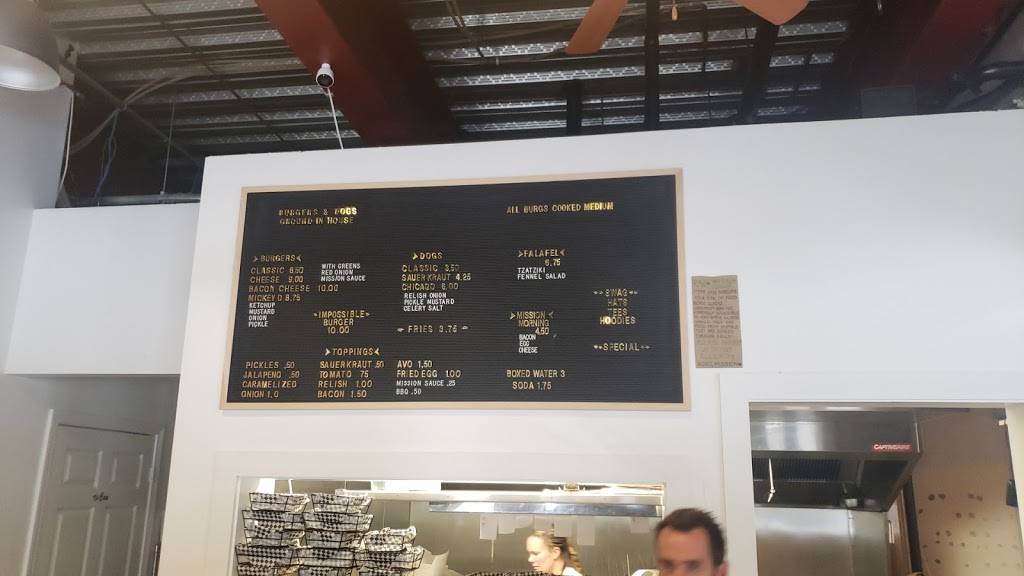 BURGERS & DOGS
GROUND IN HOUSE
ALL BURGS COOKED MEDIUM
BURGERS
CLASSIC 8.50
CHEESE 9.00
BACON CHEESE 10.00
MICKEY D 8.75
KETCHUP
MUSTARD
ONION
PICKLE
WITH GREENS
RED ONION
MISSION SAUCE
IMPOSSIBLE
BURGER
10.00
DOGS
CLASSIC 3.50
SAUERKRAUT 4.25
CHICAGO 6.00
RELISH ONION
PICKLE MUSTARD
CELERY SALT
FRIES 3.75
FALAFEL
8.75
TZATZIKI
FENNEL SALAD
MISSION
MORNING
4.50
BACON
EGG
CHEESE
SWAG
HATS
TEES
HOODIES
SPECIAL
TOPPINGS
PICKLES .50
JALAPENO .50
CARAMELIZED
ONION 1.0
SAUERKRAUT .50
TOMATO 75
RELISH 1.00
BACON 1.50
AVO 1.50
FRIED EGG 1.00
MISSION SAUCE .25
BBQ .50
BOXED WATER 3
SODA 1.75
CAPTIVEAIRE